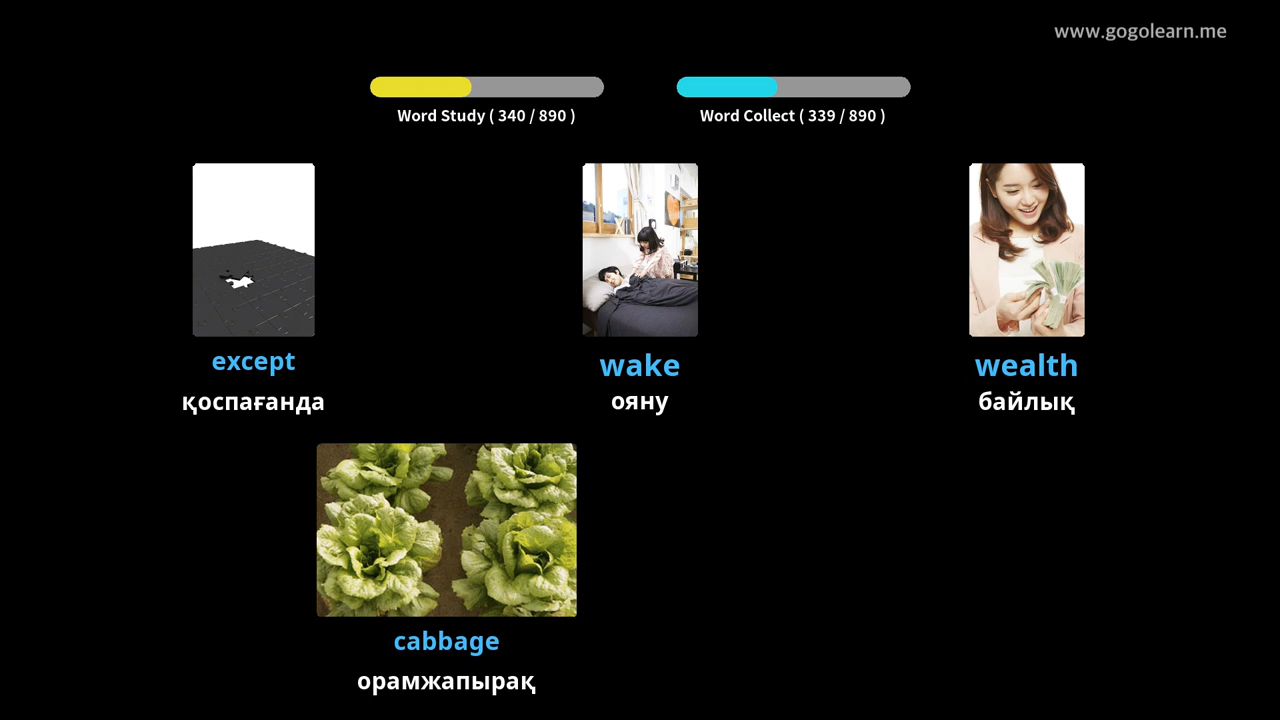 www.gogolearn.me
Word Study ( 340 / 890 )
Word Collect ( 339 / 890 )
except
қоспағанда
wake
ояну
wealth
байлық
cabbage
орамжапырақ